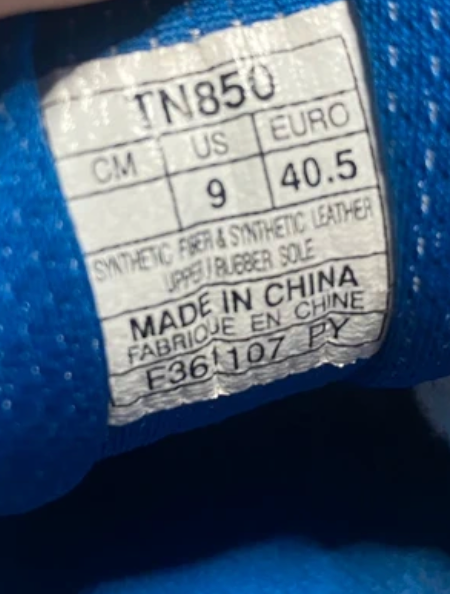 TN850
CM US EURO
9 40.5
SYNTHETIC FIBER & SYNTHETIC LEATHER
UPPER / RUBBER SOLE
MADE IN CHINA
FABRIQUE EN CHINE
F361107 PY